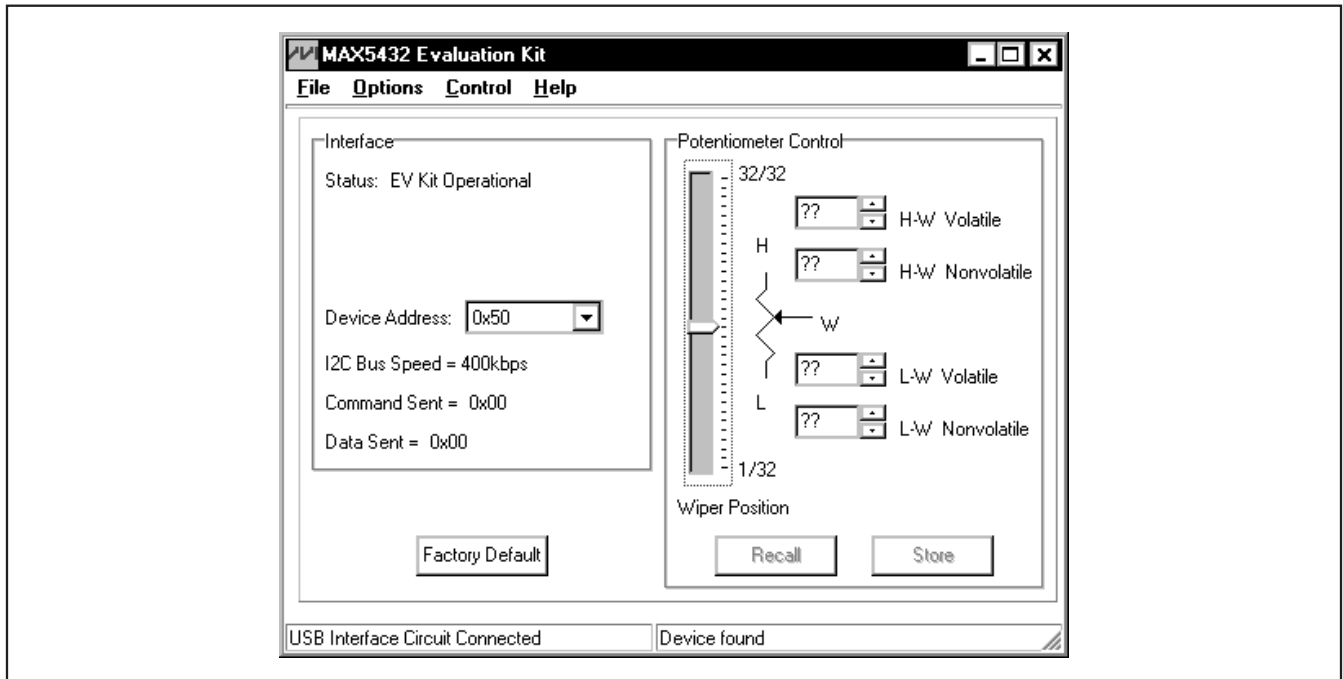 MAX5432 Evaluation Kit
File Options Control Help
Interface
Status: EV Kit Operational
Device Address: 0x50
I2C Bus Speed = 400kbps
Command Sent = 0x00
Data Sent = 0x00
Factory Default
Potentiometer Control
32/32
?? H-W Volatile
H
?? H-W Nonvolatile
W
?? L-W Volatile
L
?? L-W Nonvolatile
1/32
Wiper Position
Recall Store
USB Interface Circuit Connected Device found